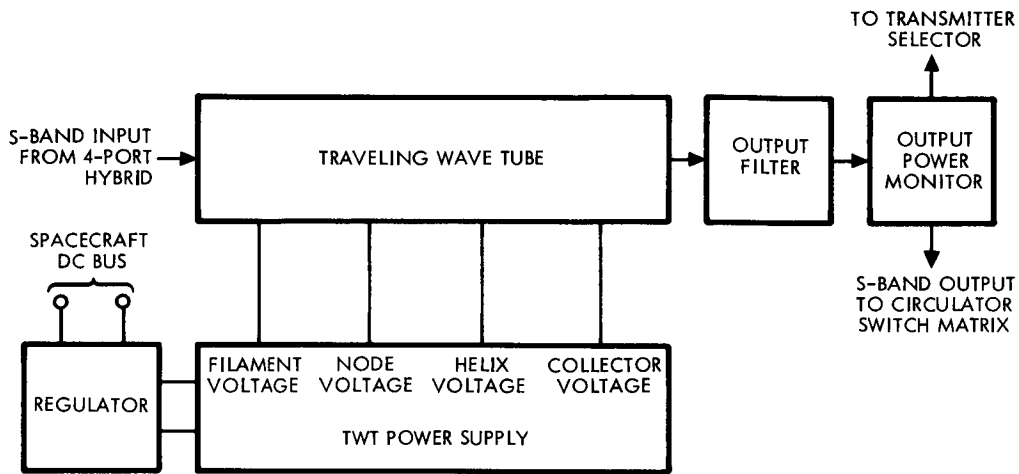 TO TRANSMITTER
SELECTOR
S-BAND INPUT
FROM 4-PORT
HYBRID
TRAVELING WAVE TUBE
OUTPUT
FILTER
OUTPUT
POWER
MONITOR
SPACECRAFT
DC BUS
S-BAND OUTPUT
TO CIRCULATOR
SWITCH MATRIX
REGULATOR
FILAMENT
VOLTAGE
NODE
VOLTAGE
HELIX
VOLTAGE
COLLECTOR
VOLTAGE
TWT POWER SUPPLY